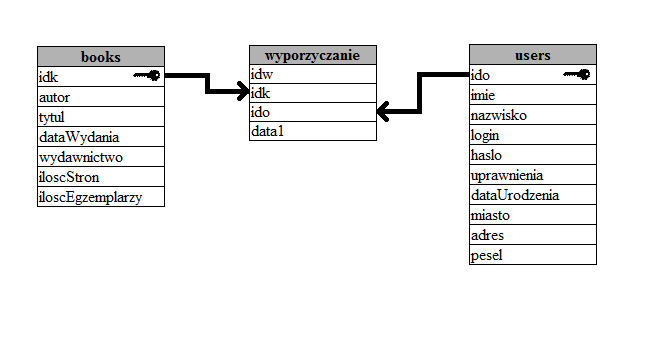 books
idk
autor
tytul
dataWydania
wydawnictwo
iloscStron
iloscEgzemplarzy
wyporzyczanie
idw
idk
ido
data1
users
ido
imie
nazwisko
login
haslo
uprawnienia
dataUrodzenia
miasto
adres
pesel